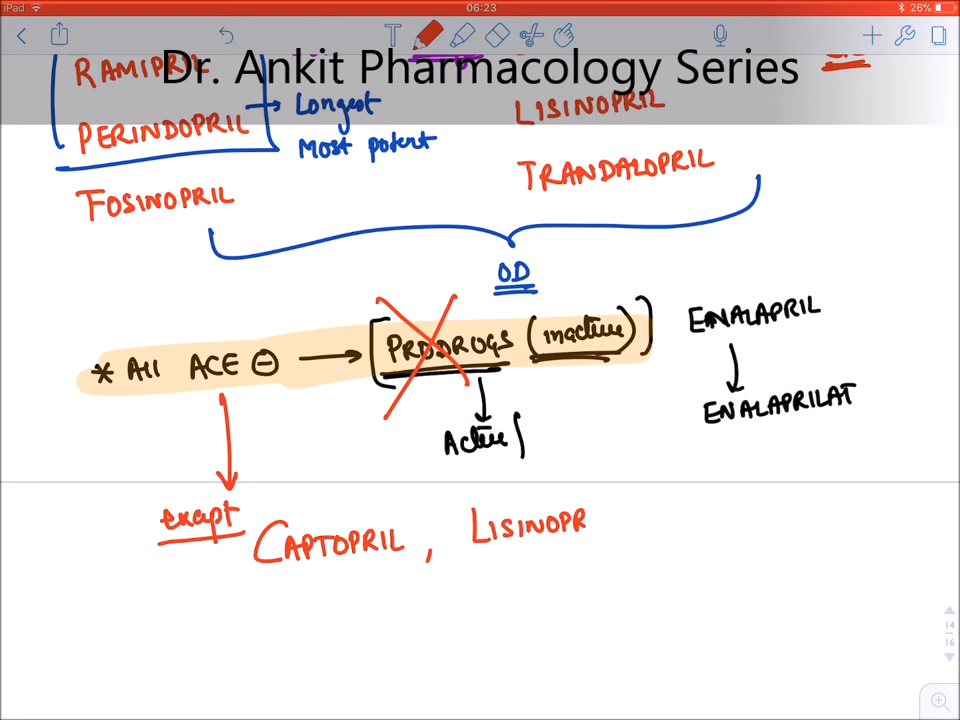 iPad 06:23 26%
Dr. Ankit Pharmacology Series
RAMIPRIL
PERINDOPRIL → Longest
Most potent
LISINOPRIL
TRANDALOPRIL
FOSINOPRIL
OD
* All ACE ⊖ → [PRODRUGS (inactive)]
Active
ENALAPRIL
↓
ENALAPRILAT
except
CAPTOPRIL, LISINOPR
14
16